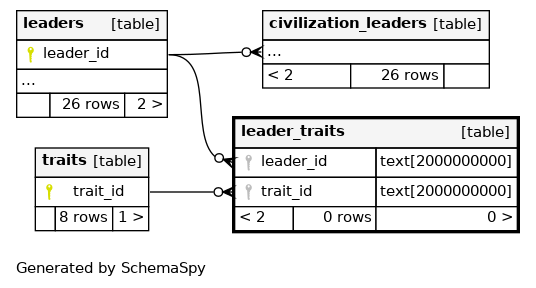 leaders [table]
leader_id
...
26 rows 2 >
civilization_leaders [table]
...
< 2 26 rows
leader_traits [table]
leader_id text[2000000000]
trait_id text[2000000000]
< 2 0 rows 0 >
traits [table]
trait_id
8 rows 1 >
Generated by SchemaSpy